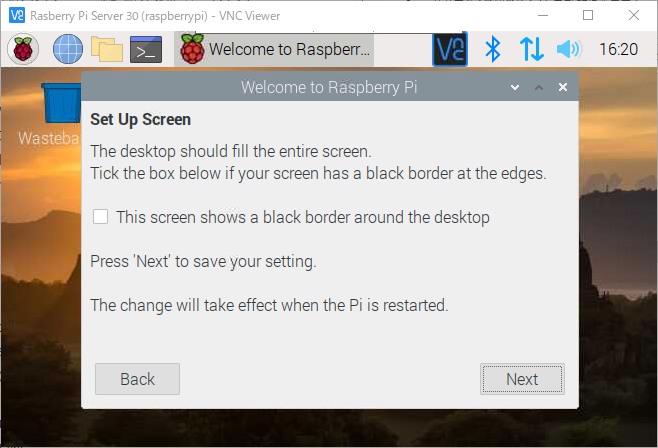 Rasberry Pi Server 30 (raspberrypi) - VNC Viewer
Welcome to Raspberr...
16:20
Welcome to Raspberry Pi
Wasteba
Set Up Screen
The desktop should fill the entire screen.
Tick the box below if your screen has a black border at the edges.
This screen shows a black border around the desktop
Press 'Next' to save your setting.
The change will take effect when the Pi is restarted.
Back
Next